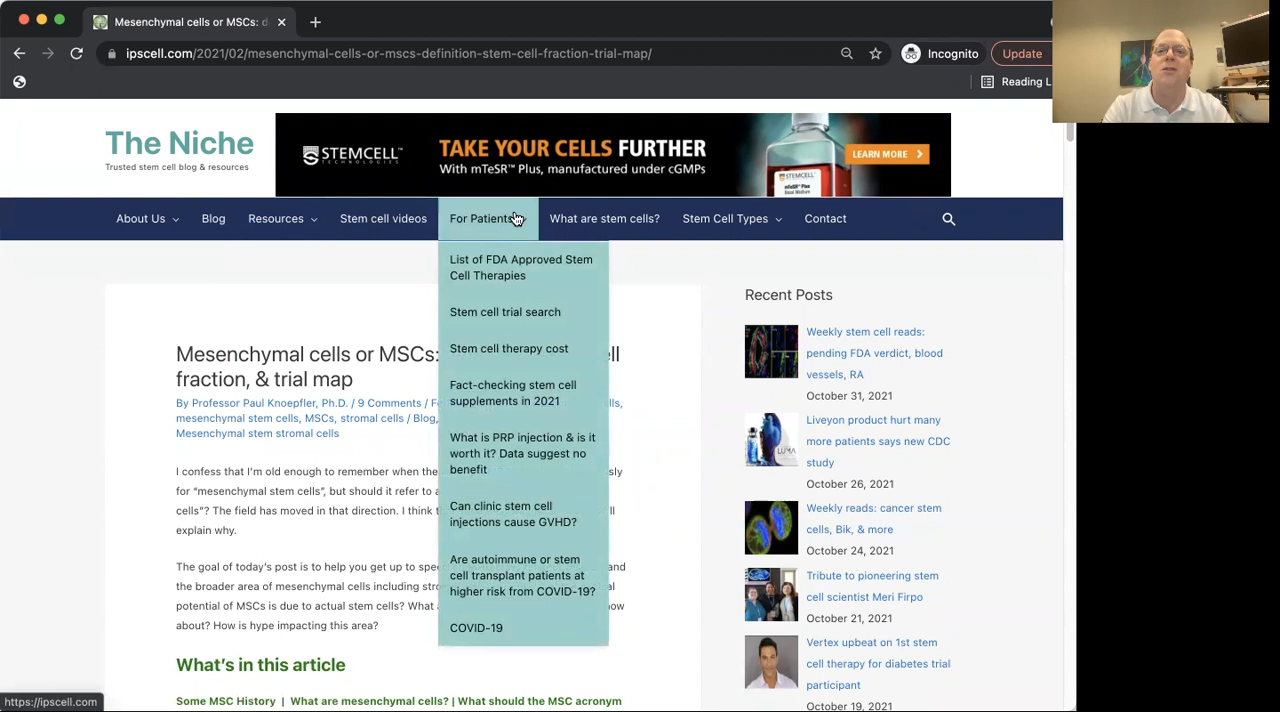 Mesenchymal cells or MSCs: d
ipscell.com/2021/02/mesenchymal-cells-or-mscs-definition-stem-cell-fraction-trial-map/
Incognito
Update
Reading L
The Niche
Trusted stem cell blog & resources
STEMCELL TECHNOLOGIES
TAKE YOUR CELLS FURTHER
With mTeSR™ Plus, manufactured under cGMPs
LEARN MORE
About Us
Blog
Resources
Stem cell videos
For Patients
What are stem cells?
Stem Cell Types
Contact
List of FDA Approved Stem
Cell Therapies
Stem cell trial search
Stem cell therapy cost
Fact-checking stem cell
supplements in 2021
What is PRP injection & is it
worth it? Data suggest no
benefit
Can clinic stem cell
injections cause GVHD?
Are autoimmune or stem
cell transplant patients at
higher risk from COVID-19?
COVID-19
Mesenchymal cells or MSCs:
fraction, & trial map
By Professor Paul Knoepfler, Ph.D. / 9 Comments /
mesenchymal stem cells, MSCs, stromal cells / Blog,
Mesenchymal stem stromal cells
I confess that I'm old enough to remember when the
for "mesenchymal stem cells", but should it refer to
cells"? The field has moved in that direction. I think
explain why.
The goal of today's post is to help you get up to and
the broader area of mesenchymal cells including
potential of MSCs is due to actual stem cells? What
about? How is hype impacting this area?
What's in this article
Some MSC History | What are mesenchymal cells? | What should the MSC acronym
Recent Posts
Weekly stem cell reads:
pending FDA verdict, blood
vessels, RA
October 31, 2021
Liveyon product hurt many
more patients says new CDC
study
October 26, 2021
Weekly reads: cancer stem
cells, Bik, & more
October 24, 2021
Tribute to pioneering stem
cell scientist Meri Firpo
October 21, 2021
Vertex upbeat on 1st stem
cell therapy for diabetes trial
participant
October 19, 2021
https://ipscell.com